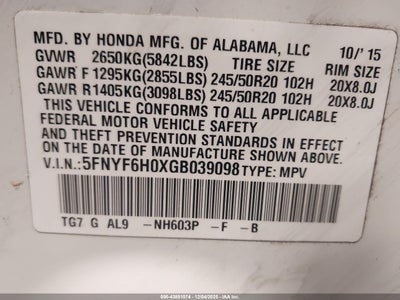 MFD. BY HONDA MFG. OF ALABAMA, LLC 10/'15
GVWR 2650KG(5842LBS) TIRE SIZE RIM SIZE
GAWR F 1295KG(2855LBS) 245/50R20 102H 20X8.0J
GAWR R1405KG(3098LBS) 245/50R20 102H 20X8.0J
THIS VEHICLE CONFORMS TO ALL APPLICABLE
FEDERAL MOTOR VEHICLE SAFETY
AND THEFT PREVENTION STANDARDS IN EFFECT
ON THE DATE OF MANUFACTURE SHOWN ABOVE.
V.I.N.:5FNYF6H0XGB039098 TYPE: MPV
TG7 G AL9 -NH603P -F -B